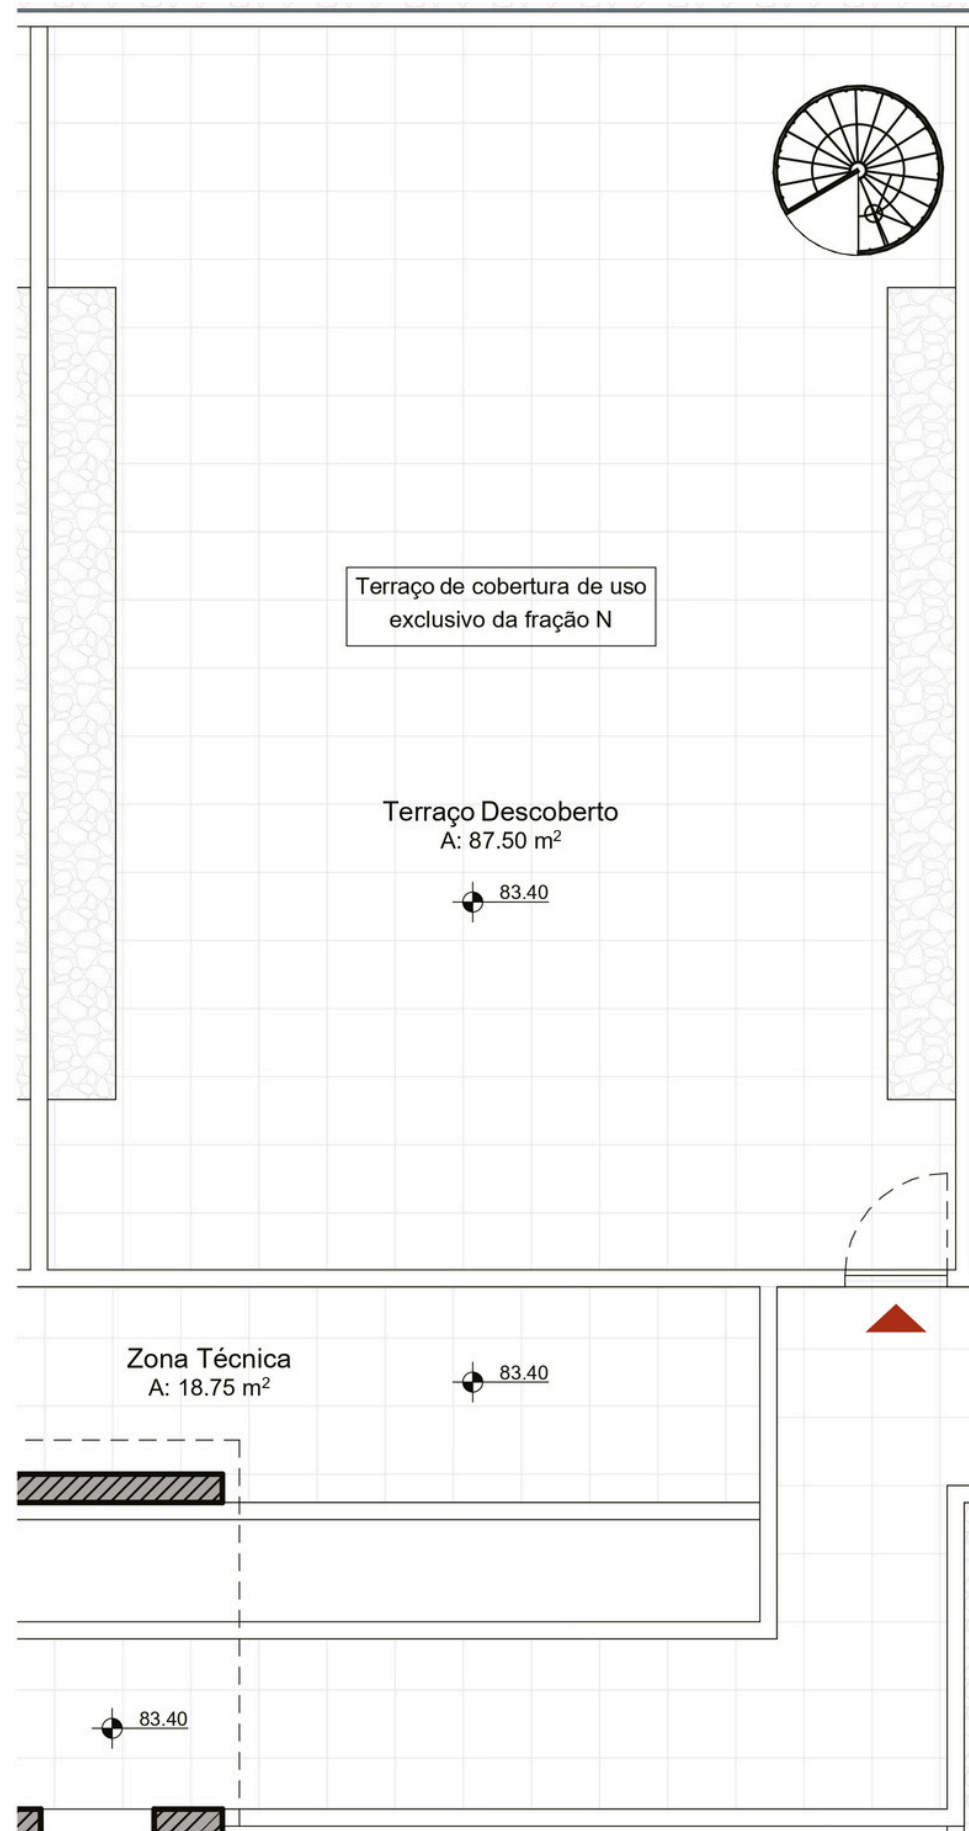 Terraço de cobertura de uso
exclusivo da fração N
Terraço Descoberto
A: 87.50 m²
83.40
Zona Técnica
A: 18.75 m²
83.40
83.40